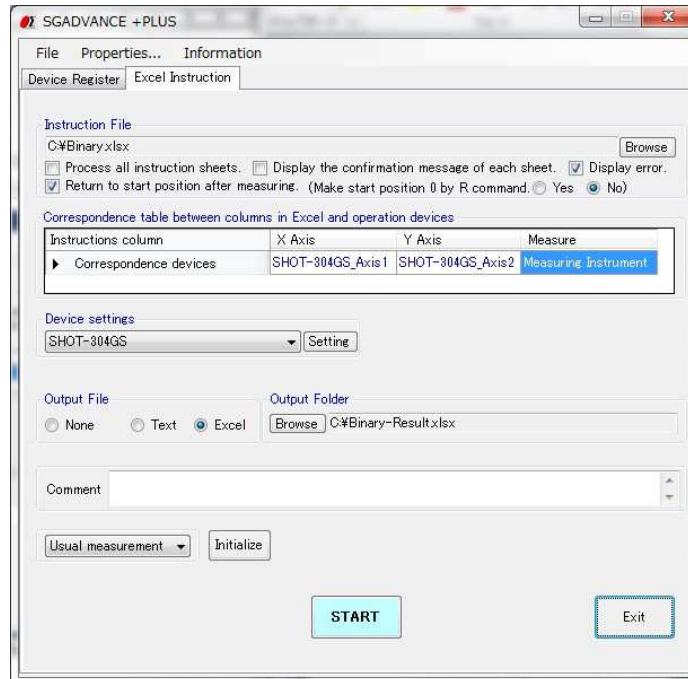 SGADVANCE +PLUS
File Properties... Information
Device Register Excel Instruction
Instruction File
C:¥Binary.xlsx Browse
Process all instruction sheets. Display the confirmation message of each sheet. Display error.
Return to start position after measuring. (Make start position 0 by R command. Yes No)
Correspondence table between columns in Excel and operation devices
Instructions column X Axis Y Axis Measure
Correspondence devices SHOT-304GS_Axis1 SHOT-304GS_Axis2 Measuring Instrument
Device settings
SHOT-304GS Setting
Output File Output Folder
None Text Excel Browse C:¥Binary-Result.xlsx
Comment
Usual measurement Initialize
START Exit